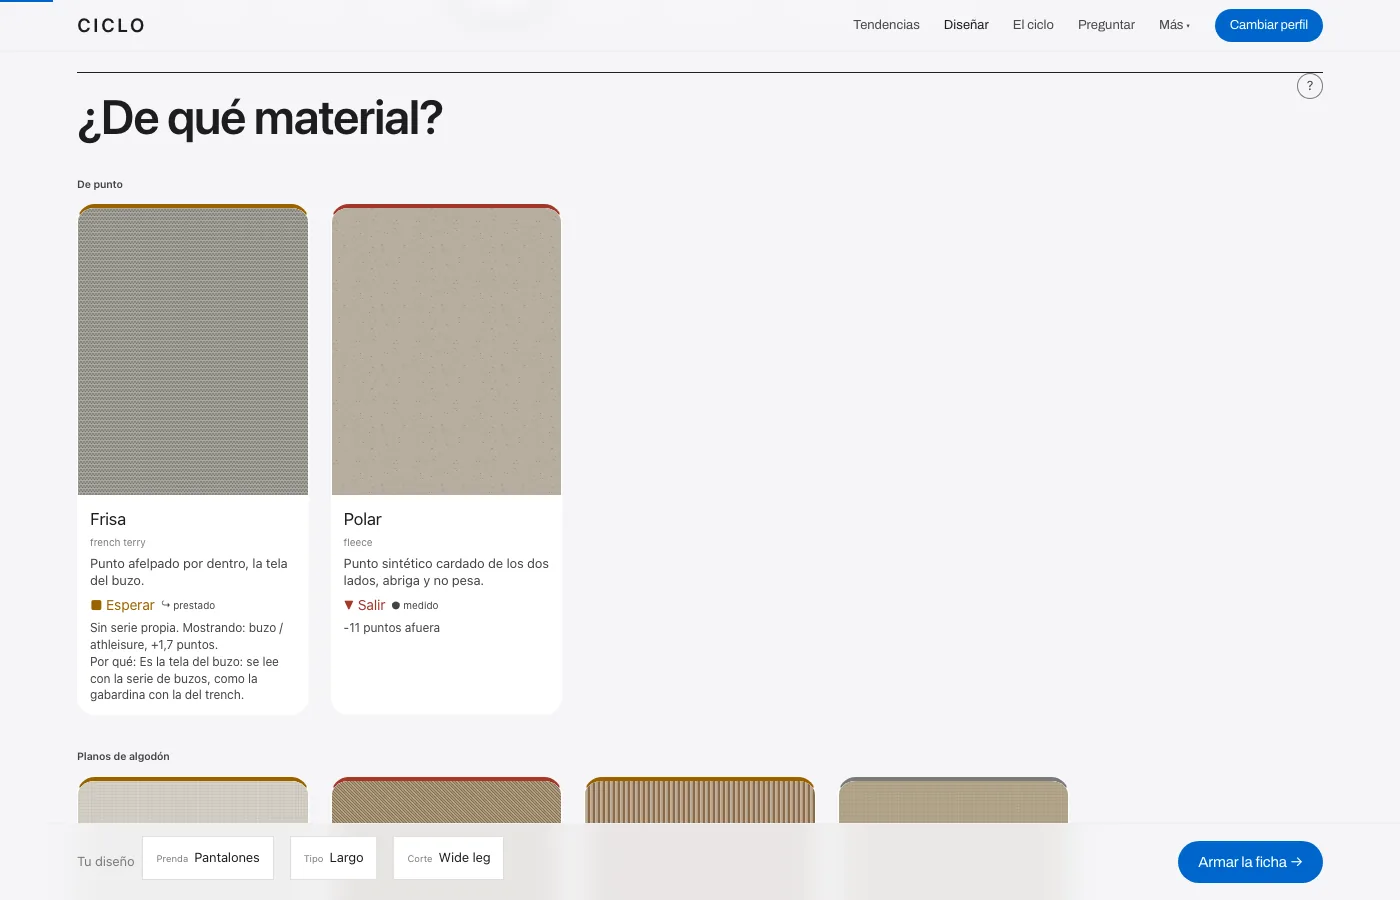 CICLO
Tendencias
Diseñar
El ciclo
Preguntar
Más
Cambiar perfil
?
¿De qué material?
De punto
Frisa
french terry
Punto afelpado por dentro, la tela
del buzo.
Esperar ↪ prestado
Sin serie propia. Mostrando: buzo /
athleisure, +1,7 puntos.
Por qué: Es la tela del buzo: se lee
con la serie de buzos, como la
gabardina con la del trench.
Polar
fleece
Punto sintético cardado de los dos
lados, abriga y no pesa.
▼ Salir ● medido
-11 puntos afuera
Planos de algodón
Tu diseño
Prenda Pantalones
Tipo Largo
Corte Wide leg
Armar la ficha →